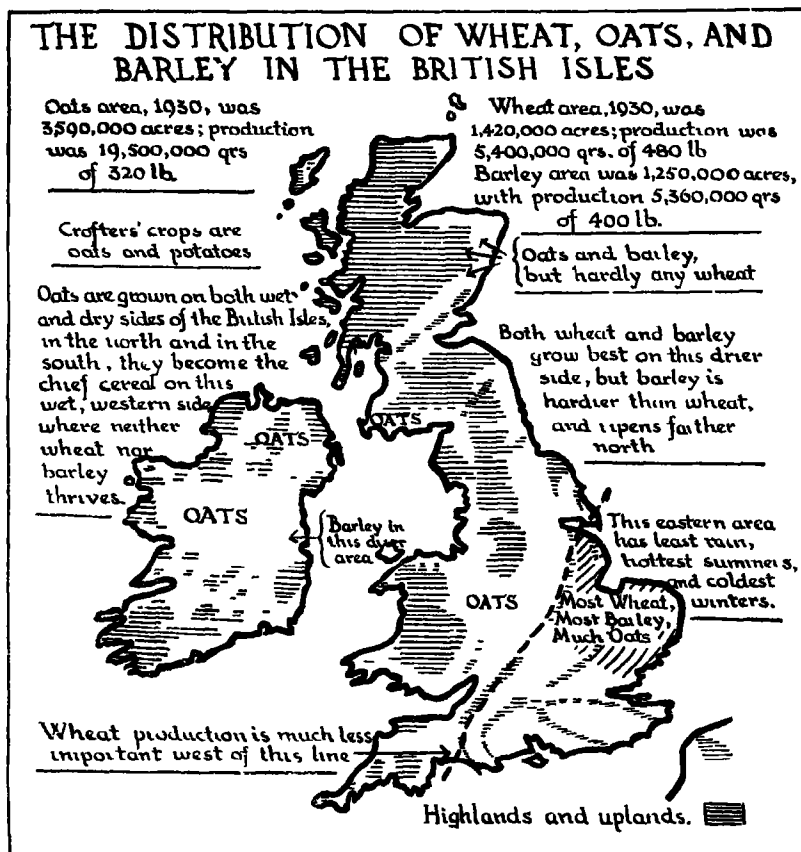 THE DISTRIBUTION OF WHEAT, OATS, AND
BARLEY IN THE BRITISH ISLES
Oats area, 1930, was
3,590,000 acres; production
was 19,500,000 qrs
of 320 lb.
Wheat area, 1930, was
1,420,000 acres; production was
5,400,000 qrs. of 480 lb
Barley area was 1,250,000 acres,
with production 5,360,000 qrs
of 400 lb.
Crofters' crops are
oats and potatoes
Oats and barley,
but hardly any wheat
Oats are grown on both wet
and dry sides of the British Isles,
in the north and in the
south, they become the
chief cereal on this
wet, western side
where neither
wheat nor
barley
thrives.
Both wheat and barley
grow best on this drier
side, but barley is
hardier than wheat,
and ripens farther
north
OATS
OATS
OATS
Barley in
this drier
area
This eastern area
has least rain,
hottest summers,
and coldest
winters.
OATS
Most Wheat,
Most Barley,
Much Oats
Wheat production is much less
important west of this line
Highlands and uplands.